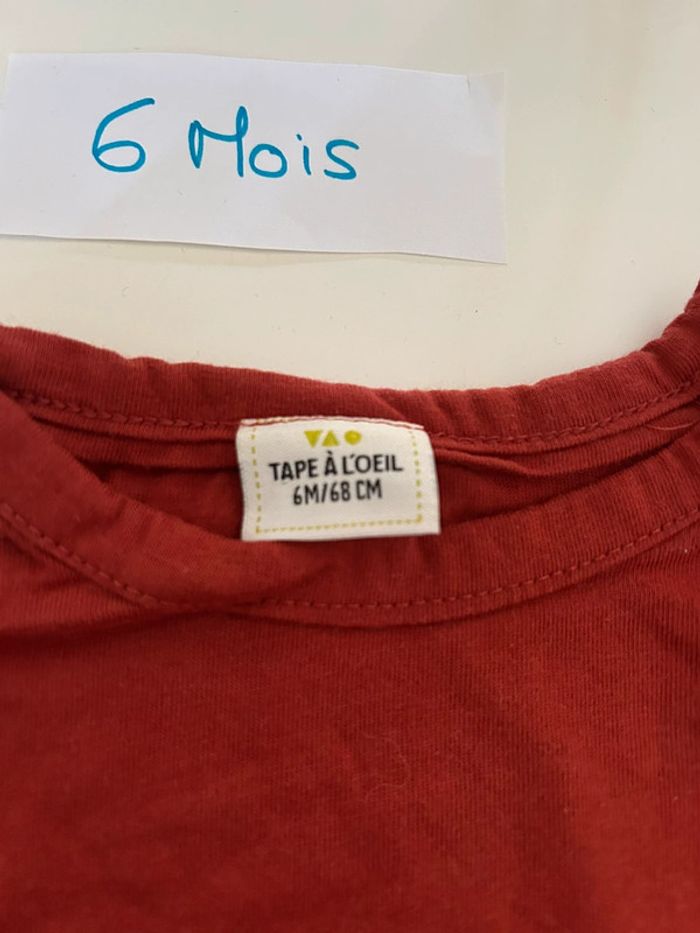 6 Mois
TAPE À L'OEIL
6M/68 CM